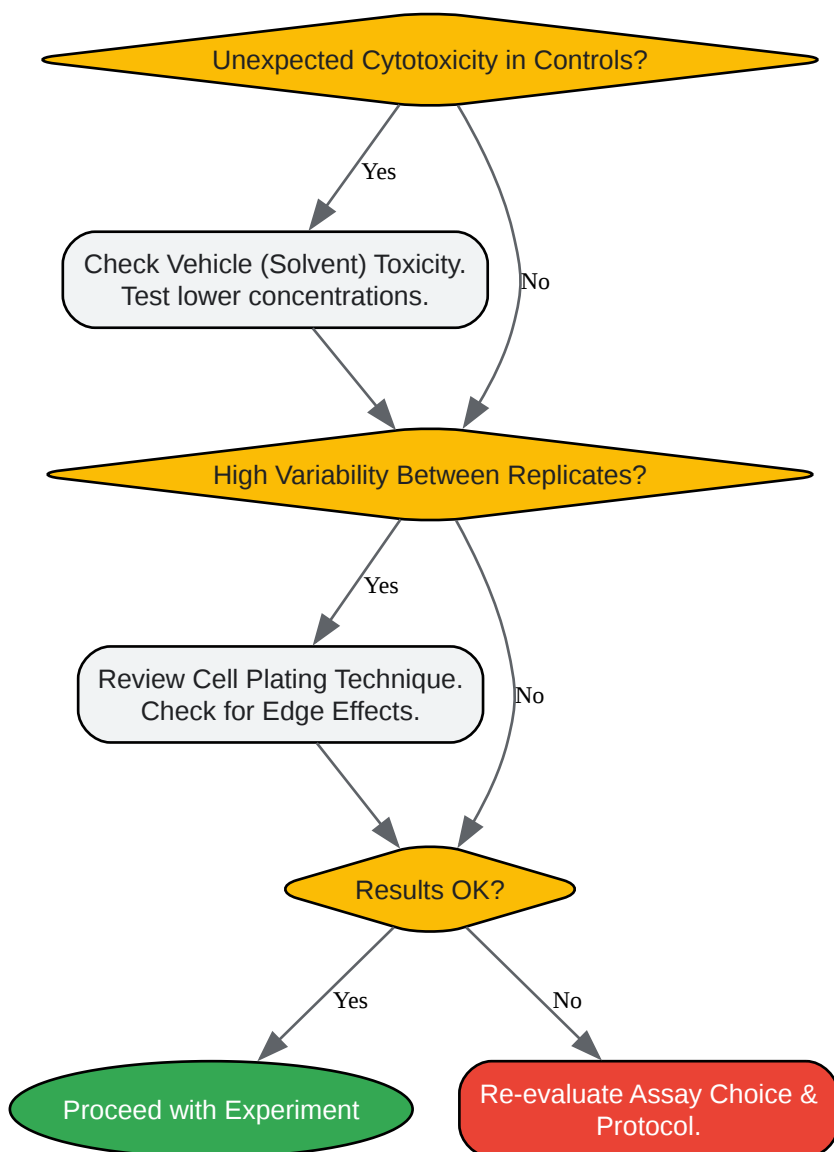 Unexpected Cytotoxicity in Controls?
Yes
Check Vehicle (Solvent) Toxicity.
Test lower concentrations.
No
High Variability Between Replicates?
Yes
Review Cell Plating Technique.
Check for Edge Effects.
No
Results OK?
Yes
No
Proceed with Experiment
Re-evaluate Assay Choice &
Protocol.